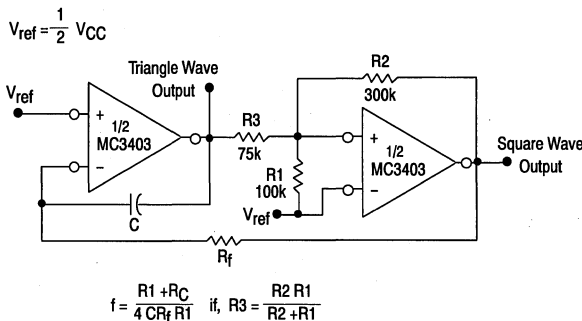 Vref = 1/2 VCC
Triangle Wave
Output
R2
300k
Vref
+
1/2
MC3403
−
R3
75k
+
1/2
MC3403
−
Square Wave
Output
R1
100k
Vref
C
Rf
f = R1 + RC / 4 CRf R1 if, R3 = R2 R1 / R2 + R1